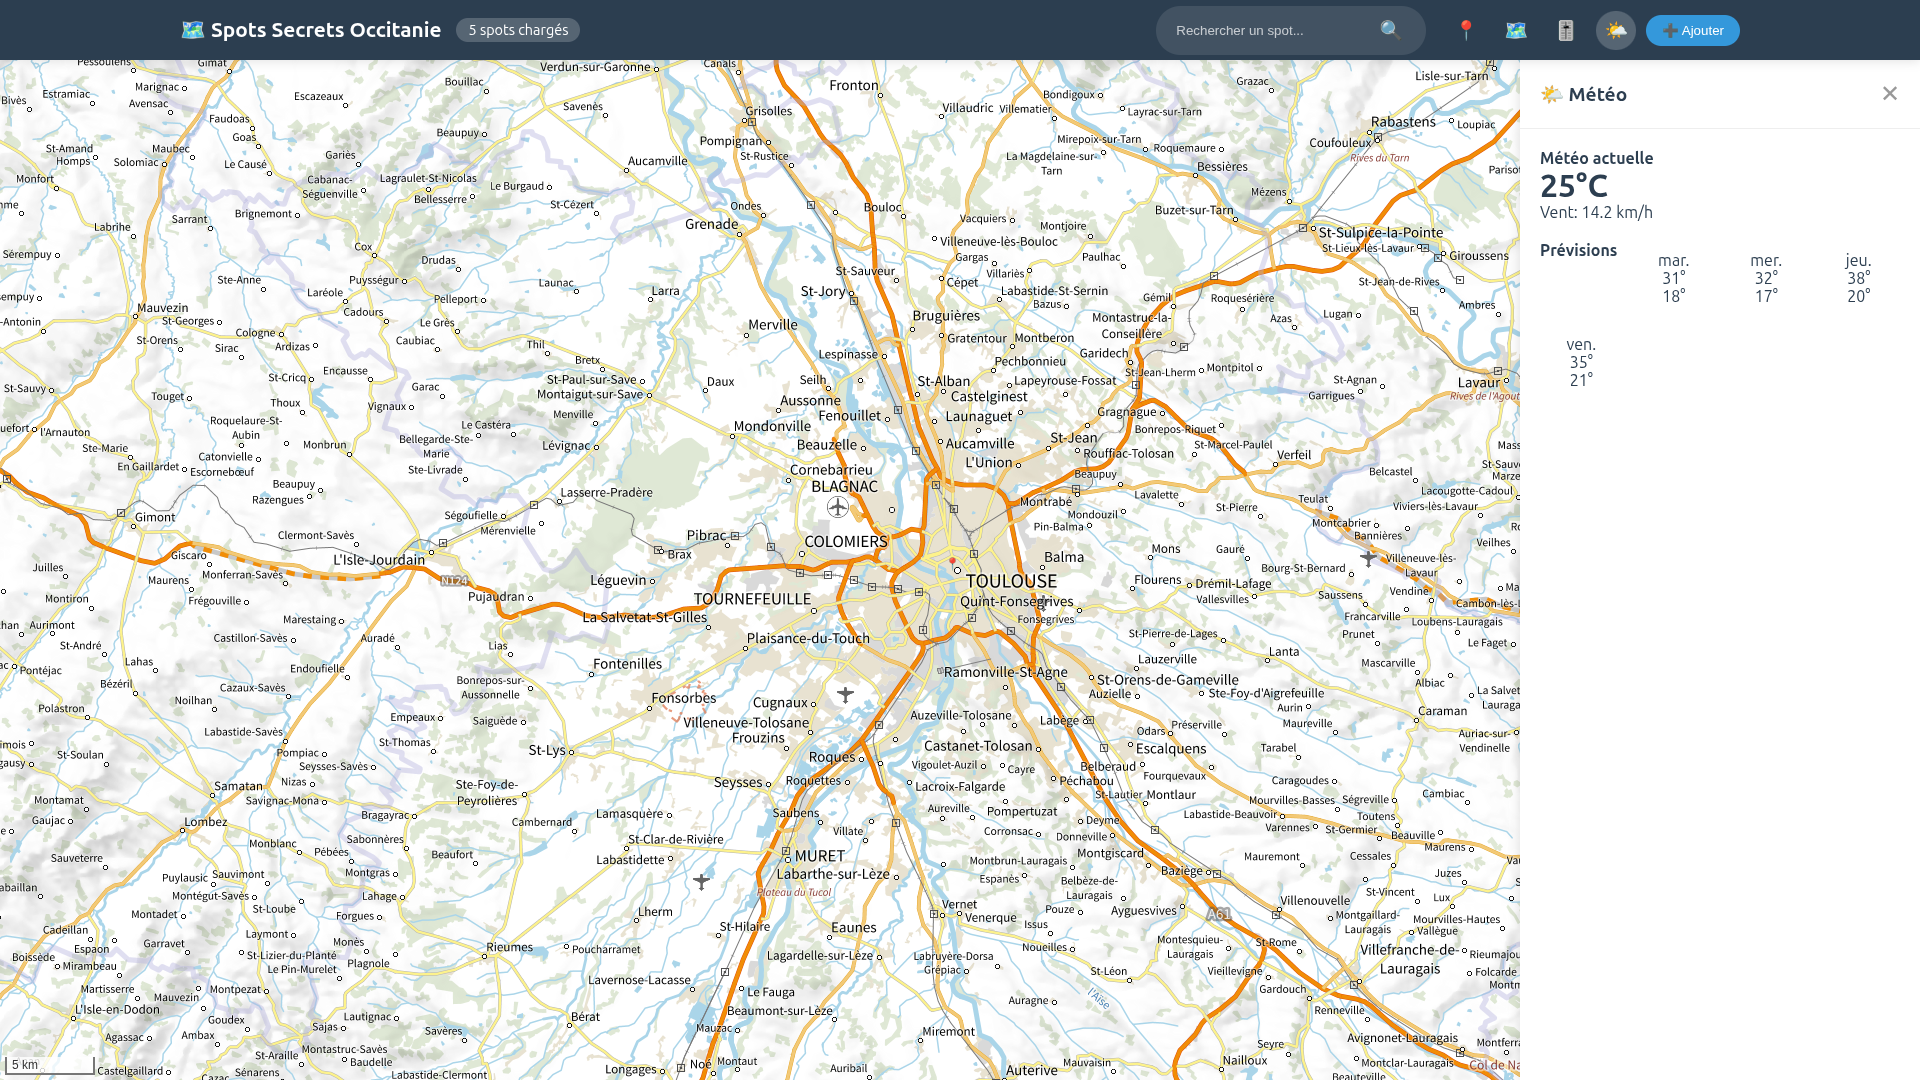 🗺️ Spots Secrets Occitanie
5 spots chargés
Rechercher un spot...
➕ Ajouter
🌤️ Météo
Météo actuelle
25°C
Vent: 14.2 km/h
Prévisions
mar.
31°
18°
mer.
32°
17°
jeu.
38°
20°
ven.
35°
21°
Verdun-sur-Garonne
Canals
Gimat
Pessoulens
Marignac
Avensac
Estramiac
Bivès
Escazeaux
Bouillac
Savenès
Beaupuy
Faudoas
Goas
Maubec
Solomiac
Le Causé
St-Amand
Homps
Monfort
Gariès
Cabanac-
Séguenville
Lagraulet-St-Nicolas
Bellesserre
Le Burgaud
Aucamville
St-Cézert
Grisolles
Pompignan
St-Rustice
Fronton
Villaudric
Villematier
Bondigoux
Layrac-sur-Tarn
Mirepoix-sur-Tarn
La Magdelaine-sur-
Tarn
Roquemaure
Bessières
Grazac
Lisle-sur-Tarn
Rabastens
Loupiac
Coufouleux
Rives du Tarn
Mézens
Buzet-sur-Tarn
St-Sulpice-la-Pointe
St-Lieux-lès-Lavaur
Giroussens
St-Jean-de-Rives
Ambres
Labrihe
Sarrant
Brignemont
Cox
Drudas
Ondes
Grenade
Bouloc
Vacquiers
Villeneuve-lès-Bouloc
Gargas
Montjoire
Paulhac
Sérempuy
Ste-Anne
Puysségur
Laréole
Cadours
Pelleport
Launac
Larra
St-Sauveur
St-Jory
Cépet
Villariès
Labastide-St-Sernin
Bazus
Gémil
Roquesérière
Azas
Lugan
Mauvezin
St-Georges
St-Orens
Cologne
Sirac
Ardizas
Le Grès
Caubiac
Thil
Bretx
Merville
Lespinasse
Bruguières
Gratentour
Montberon
Pechbonnieu
Montastruc-la-
Conseillère
Garidech
St-Jean-Lherm
Montpitol
St-Agnan
Garrigues
Lavaur
Rives de l'Agout
St-Savy
Touget
St-Cricq
Encausse
Garac
Thoux
Vignaux
St-Paul-sur-Save
Montaigut-sur-Save
Menville
Daux
Seilh
Aussonne
Fenouillet
St-Alban
Castelginest
Lapeyrouse-Fossat
Launaguet
Gragnague
Bonrepos-Riquet
St-Marcel-Paulel
Verfeil
l'Arnauton
Roquelaure-St-
Aubin
Ste-Marie
En Gaillardet
Catonvielle
Escorneboeuf
Monbrun
Bellegarde-Ste-
Marie
Le Castéra
Ste-Livrade
Lévignac
Mondonville
Beauzelle
Cornebarrieu
BLAGNAC
Aucamville
L'Union
St-Jean
Rouffiac-Tolosan
Beaupuy
Montrabé
Lavalette
Mondouzil
Pin-Balma
St-Pierre
Teulat
Belcastel
Lacougotte-Cadoul
Viviers-lès-Lavaur
Montcabrier
Bannières
Veilhes
Beaupuy
Razengues
Gimont
Clermont-Savès
Ségoufielle
Mérenvielle
Lasserre-Pradère
Pibrac
Brax
COLOMIERS
Balma
Mons
Gauré
Bourg-St-Bernard
Villeneuve-lès-
Lavaur
Giscaro
L'Isle-Jourdain
N124
Pujaudran
Léguevin
TOURNEFEUILLE
La-Salvetat-St-Gilles
TOULOUSE
Quint-Fonsegrives
Fonsegrives
Flourens
Drémil-Lafage
Vallesvilles
Saussens
Vendine
Francarville
Loubens-Lauragais
Juilles
Maurens
Monferran-Savès
Frégouville
Montiron
Marestaing
Aurimont
St-André
Castillon-Savès
Auradé
Lias
Plaisance-du-Touch
Fontenilles
Fonsorbes
Cugnaux
Villeneuve-Tolosane
Frouzins
Ramonville-St-Agne
St-Orens-de-Gameville
Auzielle
Lauzerville
St-Pierre-de-Lages
Lanta
Prunet
Le Faget
Mascarville
Albiac
Ste-Foy-d'Aigrefeuille
Aurin
Caraman
Maureville
Pontéjac
Lahas
Bézéril
Endoufielle
Cazaux-Savès
Noilhan
Bonrepos-sur-
Aussonnelle
Polastron
Labastide-Savès
Empeaux
Saiguède
St-Thomas
St-Lys
Auzeville-Tolosane
Labège
Castanet-Tolosan
Odars
Préserville
Escalquens
Tarabel
Auriac-sur-
Vendinelle
St-Soulan
Pompiac
Seysses-Savès
Nizas
Samatan
Savignac-Mona
Ste-Foy-de-
Peyrolières
Roques
Roquettes
Seysses
Vigoulet-Auzil
Cayre
Belberaud
Péchabou
Fourquevaux
Caragoudes
Montamat
Gaujac
Lombez
Bragayrac
Sabonnères
Cambernard
Lamasquère
Saubens
Villate
Lacroix-Falgarde
Aureville
Pompertuzat
Corronsac
Deyme
Donneville
St-Lautier
Montlaur
Mourvilles-Basses
Labastide-Beauvoir
Varennes
Ségreville
Toutens
St-Germier
Cambiac
Beauville
Maurens
Sauveterre
Monblanc
Pébées
Montgras
Beaufort
St-Clar-de-Rivière
Labastidette
MURET
Labarthe-sur-Lèze
Plateau du Tucol
Montbrun-Lauragais
Montgiscard
Espanès
Belbèze-de-
Lauragais
Baziège
Mauremont
Cessales
Juzes
Puylausic
Sauvimont
Montégut-Savès
St-Loube
Lahage
Forgues
Montadet
Lherm
St-Hilaire
Eaunes
Vernet
Venerque
Issus
Pouze
Ayguesvives
A61
Villenouvelle
St-Vincent
Lux
Montgaillard-
Lauragais
Mourvilles-Hautes
Vallègue
Cadeillan
Espaon
Laymont
Garravet
Monès
Rieumes
Poucharramet
Boissède
Mirambeau
St-Lizier-du-Planté
Le Pin-Murelet
Plagnole
Lavernose-Lacasse
Lagardelle-sur-Lèze
Labruyère-Dorsa
Grépiac
Noueilles
Montesquieu-
Lauragais
St-Rome
Villefranche-de-
Lauragais
Vieillevigne
St-Léon
Gardouch
Folcarde
Martisserre
Mauvezin
L'Isle-en-Dodon
Montpezat
Goudex
Lautignac
Sajas
Savères
Bérat
Le Fauga
Beaumont-sur-Lèze
Auragne
l'Aïse
Renneville
Avignonet-Lauragais
Agassac
Ambax
St-Araille
Montastruc-Savès
Baudelle
Mauzac
Miremont
Seyre
Castelgaillard
Sénarens
Labastide-Clermont
Longages
Noé
Montaut
Auribail
Auterive
Mauvaisin
Nailloux
Montclar-Lauragais
Beauteville
5 km